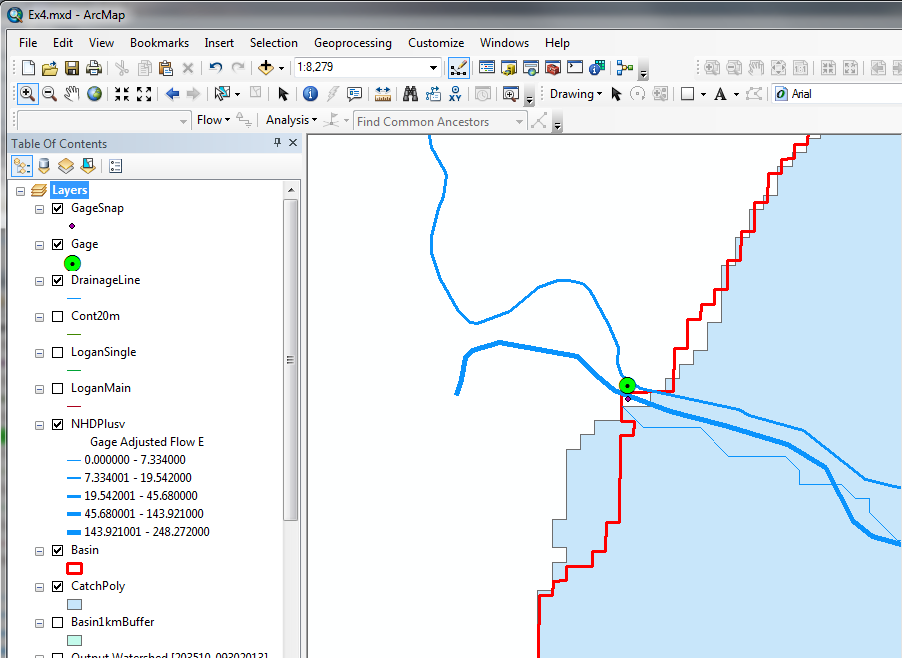 Ex4.mxd - ArcMap
File Edit View Bookmarks Insert Selection Geoprocessing Customize Windows Help
1:8,279
Drawing A Arial
Flow Analysis Find Common Ancestors
Table Of Contents
Layers
GageSnap
Gage
DrainageLine
Cont20m
LoganSingle
LoganMain
NHDPlusv
Gage Adjusted Flow E
0.000000 - 7.334000
7.334001 - 19.542000
19.542001 - 45.680000
45.680001 - 143.921000
143.921001 - 248.272000
Basin
CatchPoly
Basin1kmBuffer
Output Watershed [203510_09302013]